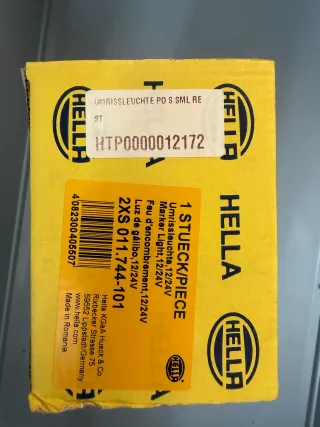 UMRISSLEUCHTE PO S SML RE
ST
HTP0000012172
HELLA
HELLA
HELLA
HELLA
1 STUECK/PIECE
Umrissleuchte,12/24V
Marker Light,12/24V
Feu d'encombrement,12/24V
Luz de gálibo,12/24V
2XS 011.744-101
HELLA
Hella KGaA Hueck & Co
Rixbecker Strasse 75
59552 Lippstadt/Germany
www.hella.com
Made in Romania
4082300405507